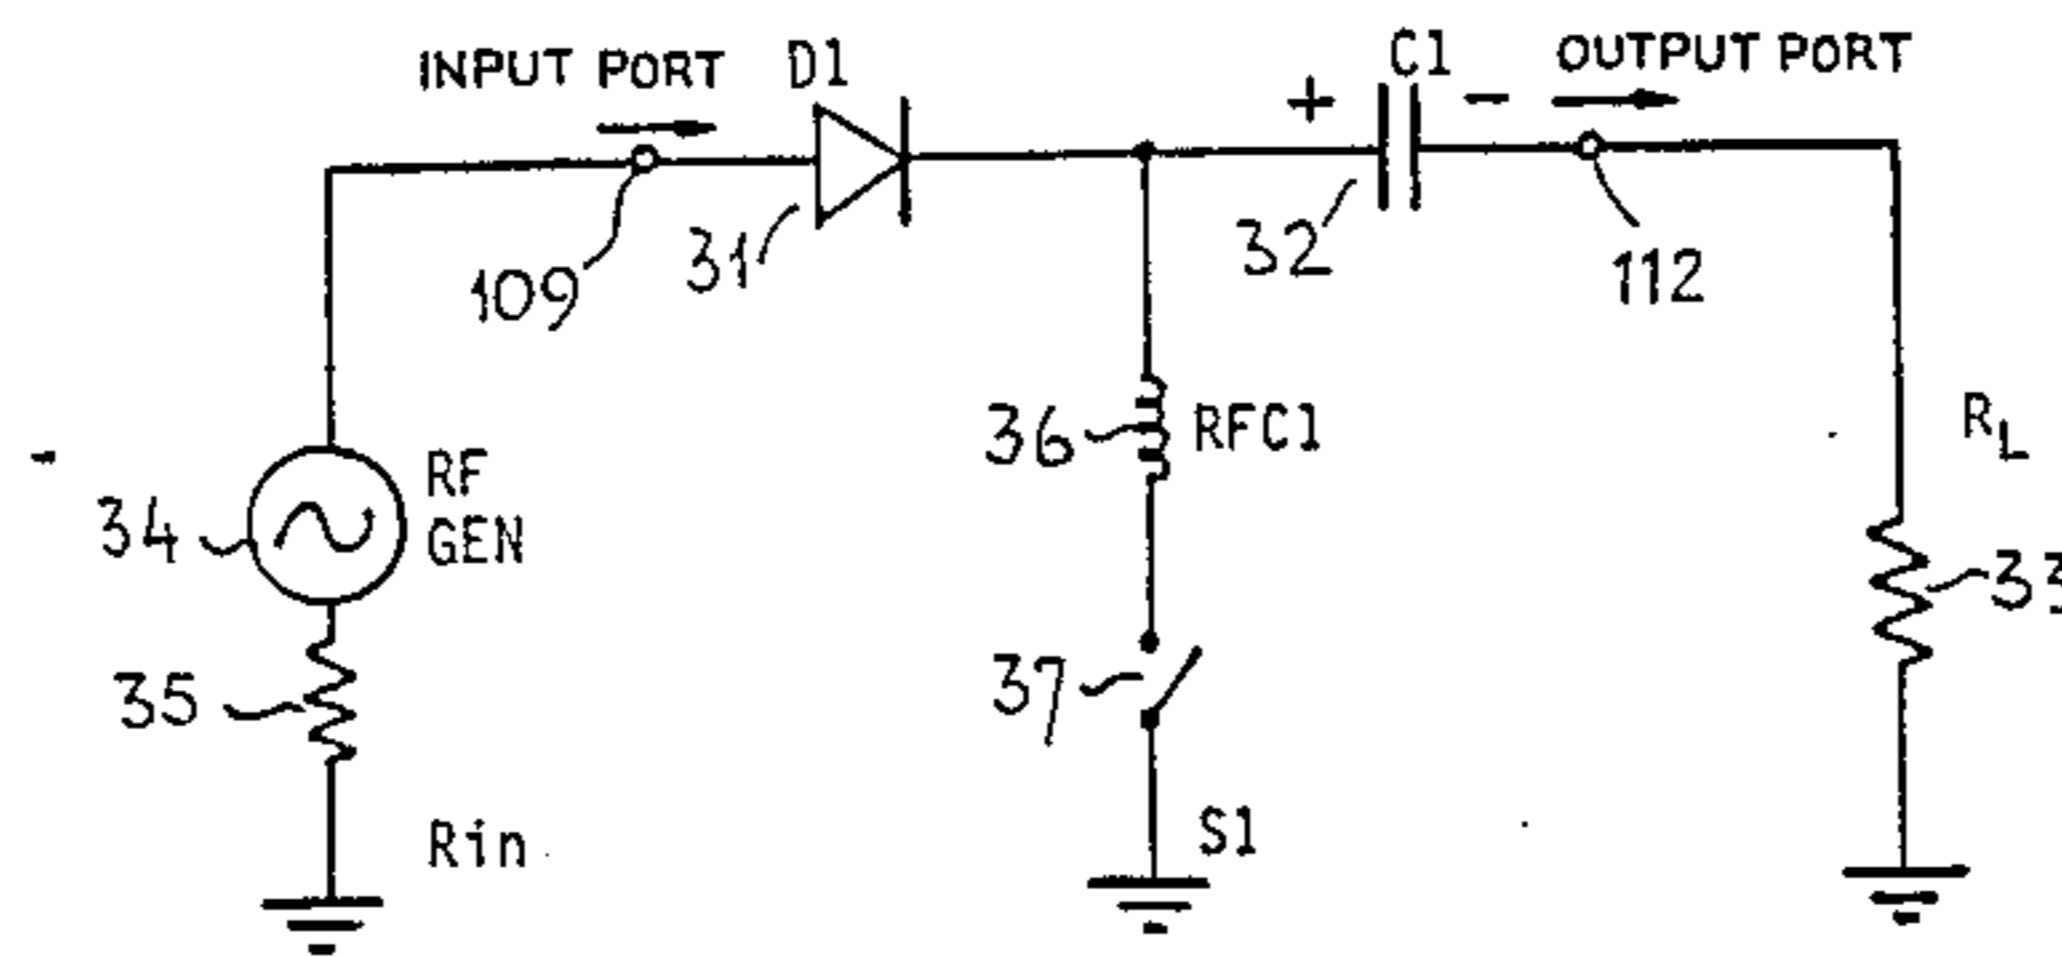 INPUT PORT
D1
C1
OUTPUT PORT
+
-
109
31
32
112
36
RFC1
RL
34
RF
GEN
33
35
37
Rin
S1